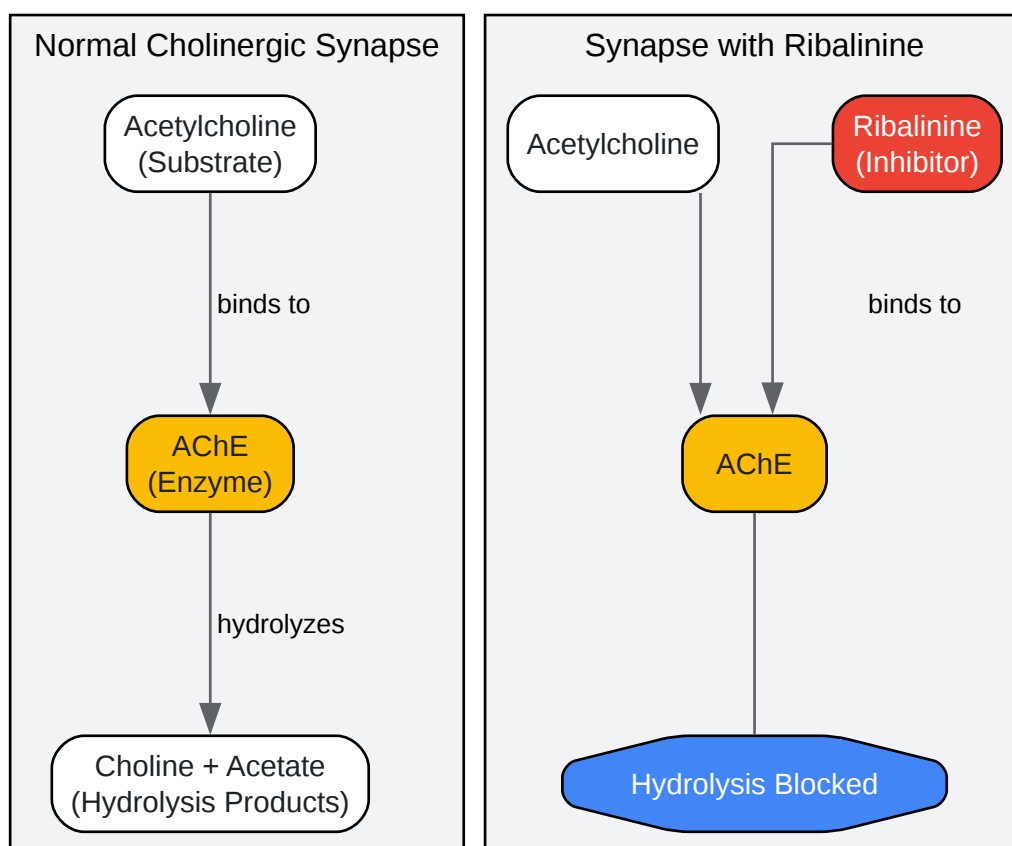 Normal Cholinergic Synapse
Acetylcholine
(Substrate)
binds to
AChE
(Enzyme)
hydrolyzes
Choline + Acetate
(Hydrolysis Products)
Synapse with Ribalinine
Acetylcholine
Ribalinine
(Inhibitor)
binds to
AChE
Hydrolysis Blocked